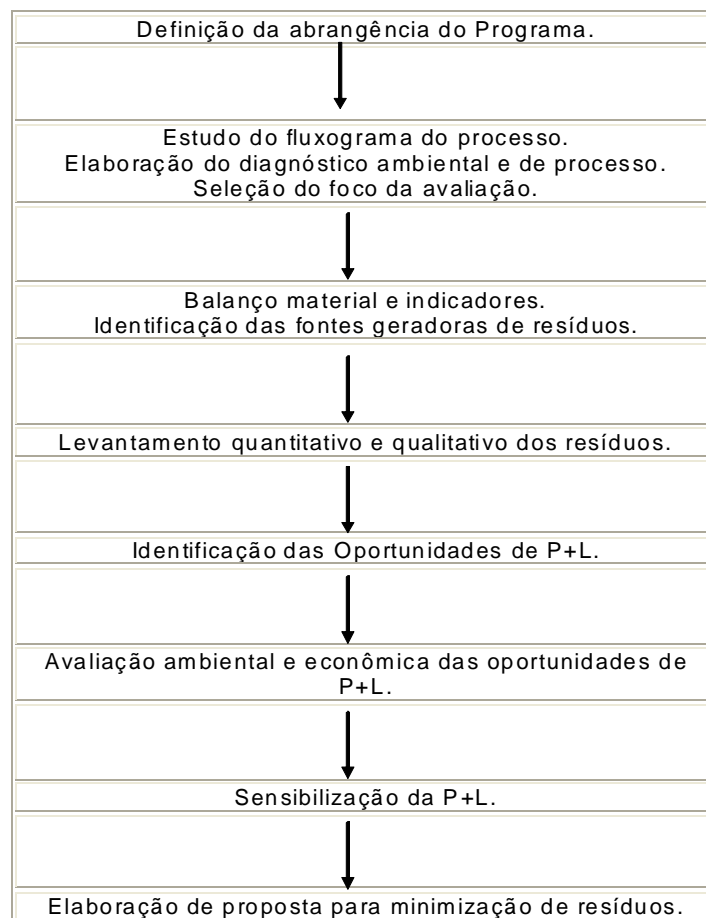 Definição da abrangência do Programa.
Estudo do fluxograma do processo.
Elaboração do diagnóstico ambiental e de processo.
Seleção do foco da avaliação.
Balanço material e indicadores.
Identificação das fontes geradoras de resíduos.
Levantamento quantitativo e qualitativo dos resíduos.
Identificação das Oportunidades de P+L.
Avaliação ambiental e econômica das oportunidades de
P+L.
Sensibilização da P+L.
Elaboração de proposta para minimização de resíduos.